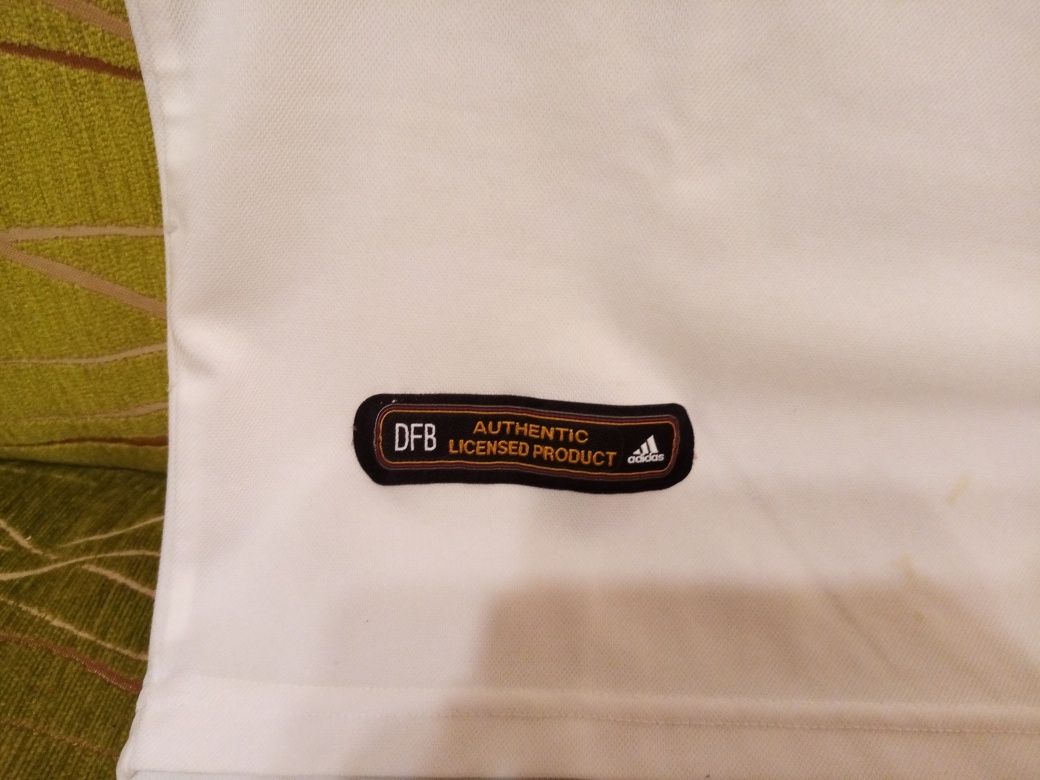 DFB
AUTHENTIC
LICENSED PRODUCT
adidas